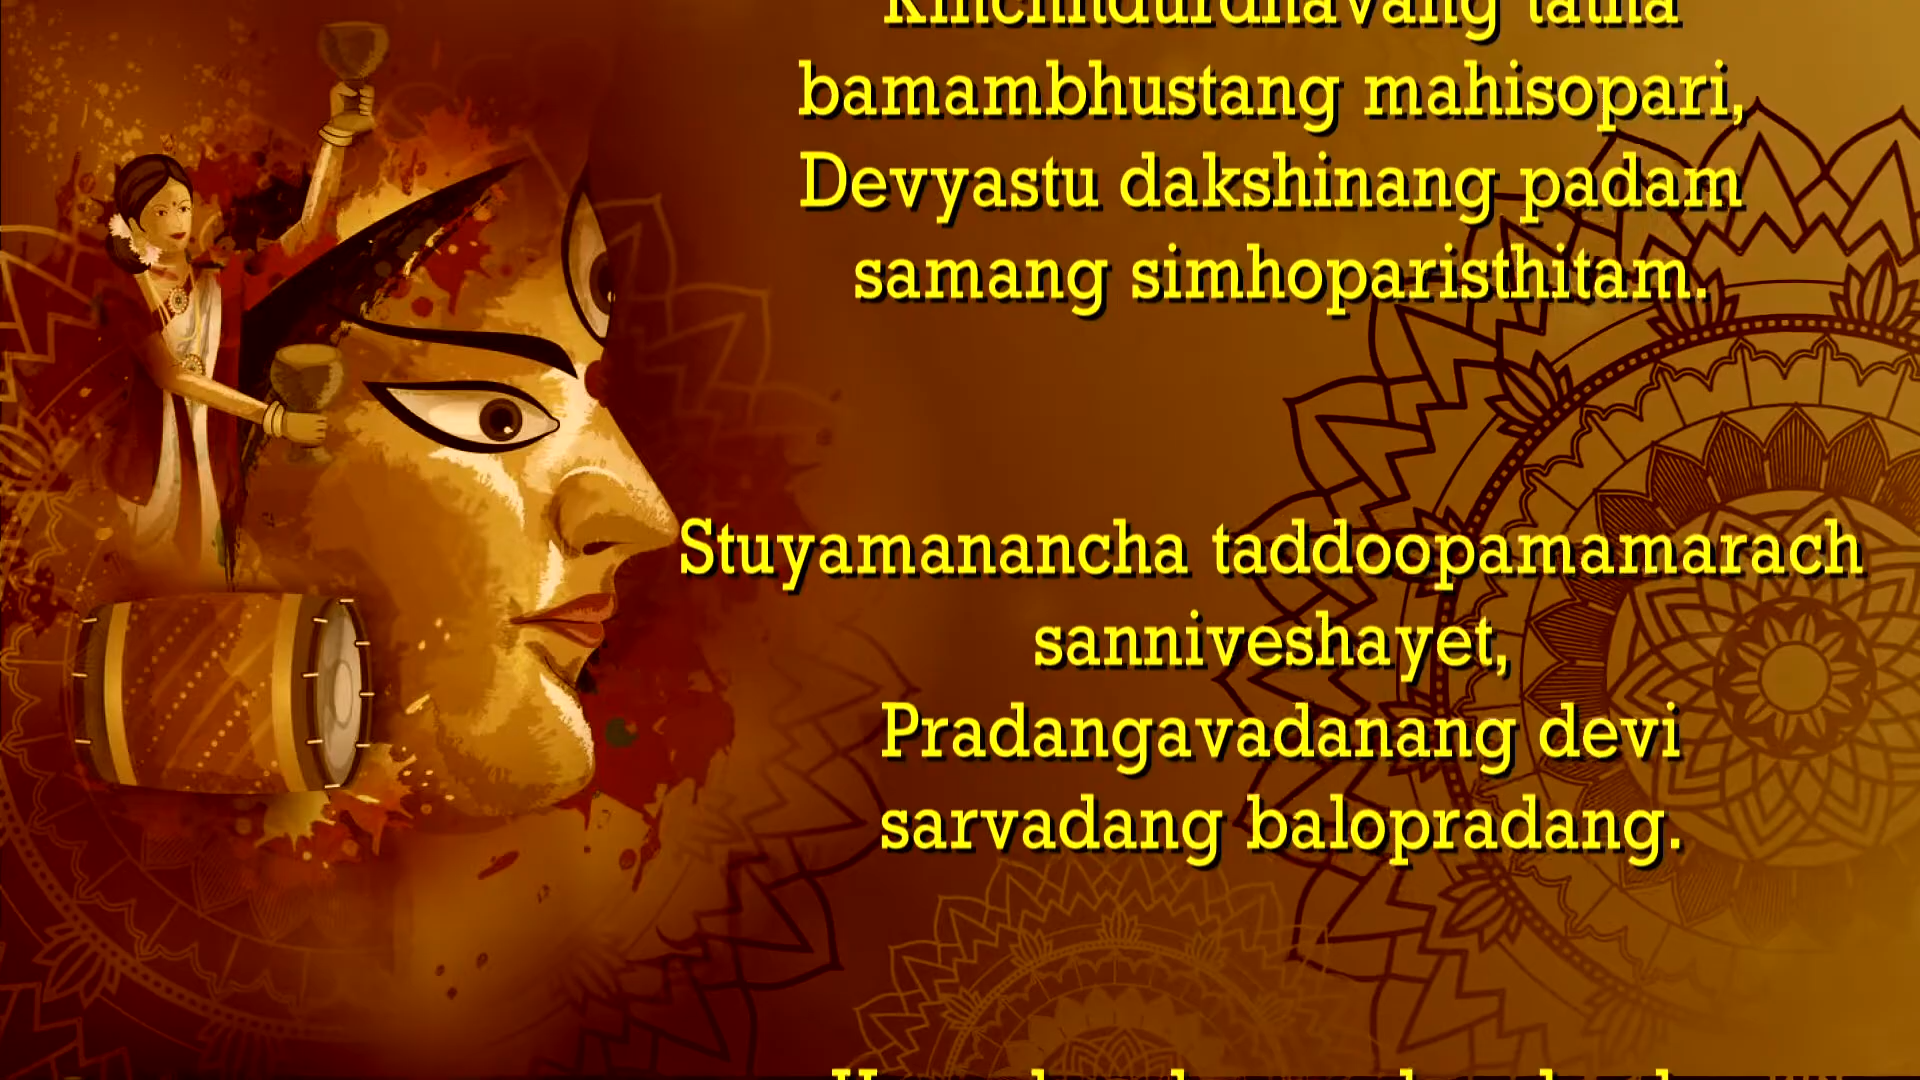 bamambhustang mahisopari,
Devyastu dakshinang padam
samang simhoparisthitam.
Stuyamanancha taddoopamamarach
sanniveshayet,
Pradangavadanang devi
sarvadang balopradang.